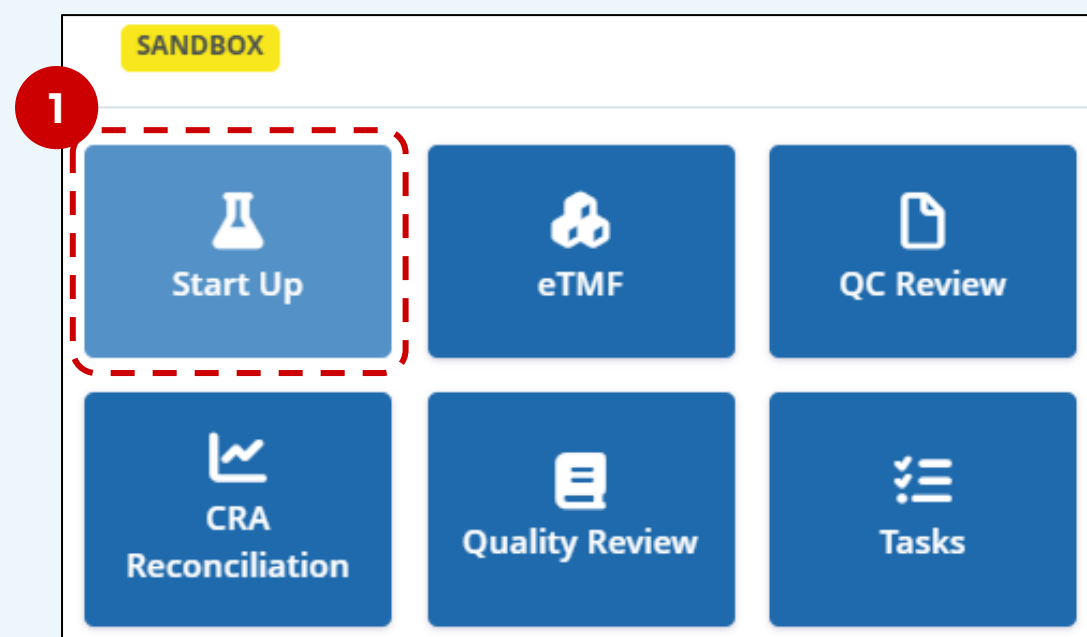 SANDBOX
1
Start Up
eTMF
QC Review
CRA
Reconciliation
Quality Review
Tasks